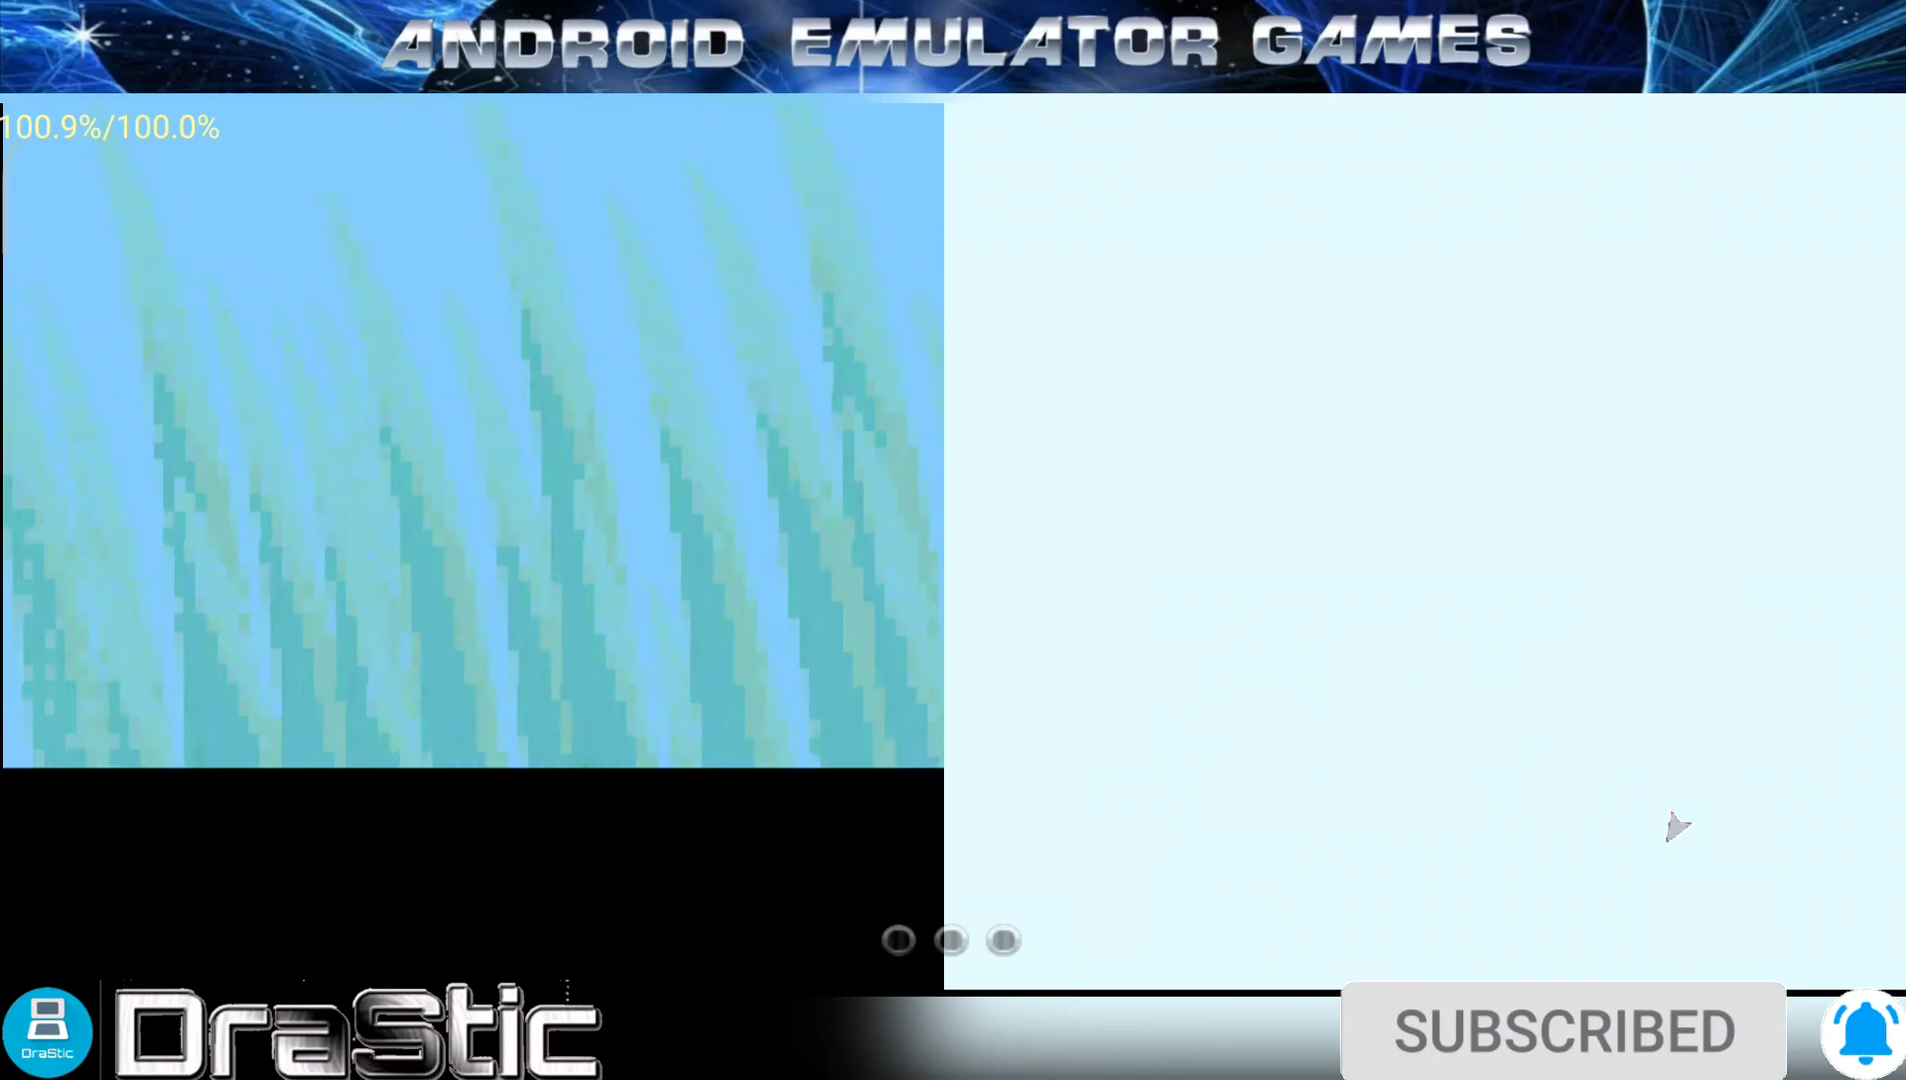 ANDROID EMULATOR GAMES
100.9%/100.0%
DraStic
DraStic
SUBSCRIBED